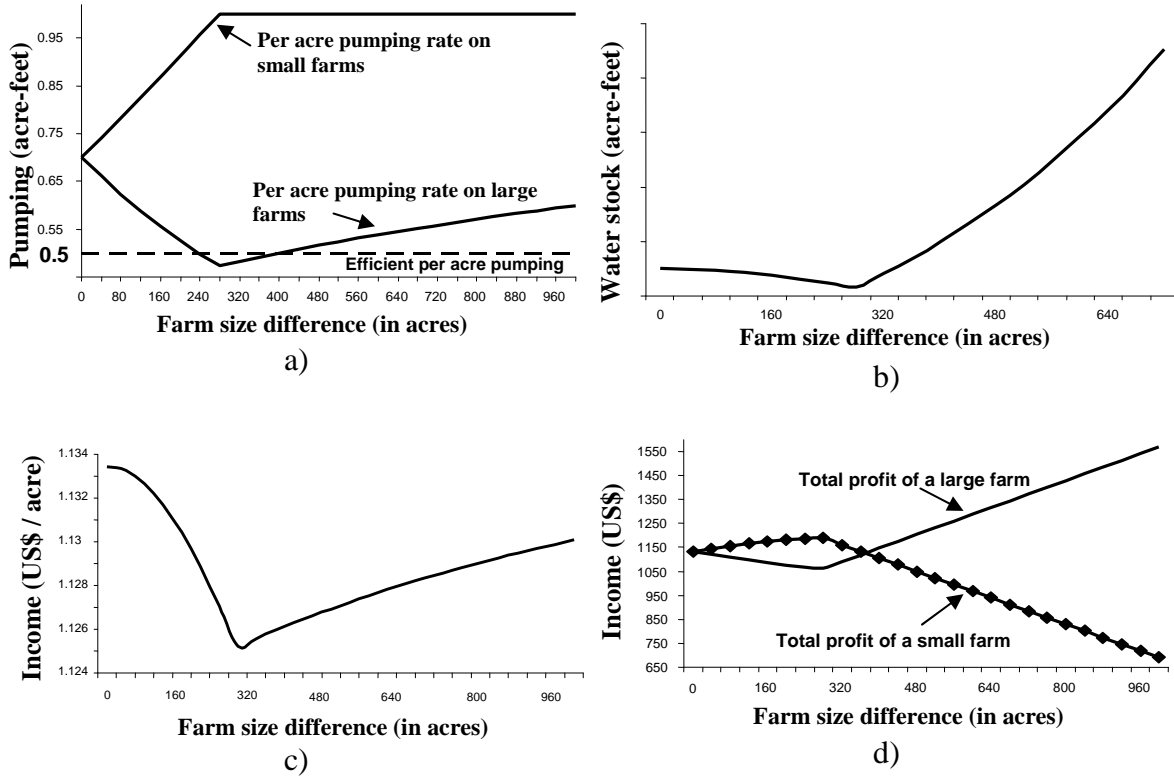 Pumping (acre-feet)
0.95
0.85
0.75
0.65
0.55
0.5
Per acre pumping rate on
small farms
Per acre pumping rate on large
farms
Efficient per acre pumping
0 80 160 240 320 400 480 560 640 720 800 880 960
Farm size difference (in acres)
a)
Water stock (acre-feet)
0 160 320 480 640
Farm size difference (in acres)
b)
Income (US$ / acre)
1.134
1.132
1.13
1.128
1.126
1.124
0 160 320 480 640 800 960
Farm size difference (in acres)
c)
Income (US$)
1550
1450
1350
1250
1150
1050
950
850
750
650
Total profit of a large farm
Total profit of a small farm
0 160 320 480 640 800 960
Farm size difference (in acres)
d)